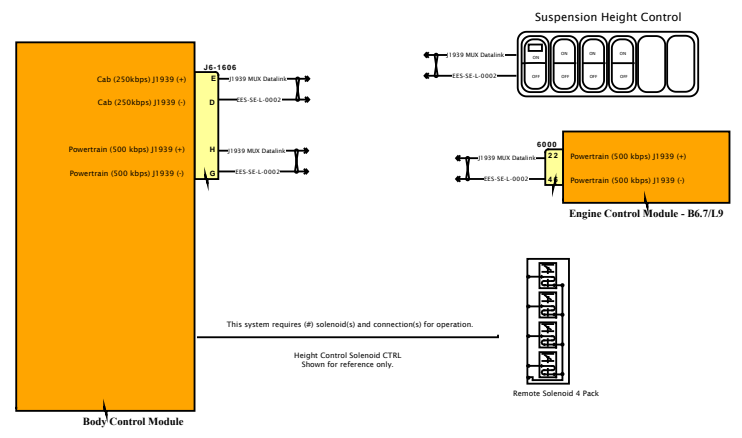 Suspension Height Control
J1939 MUX Datalink
EES-SE-L-0002
ON ON ON ON
OFF OFF OFF OFF
J6-1606
Cab (250kbps) J1939 (+) E J1939 MUX Datalink
Cab (250kbps) J1939 (-) D EES-SE-L-0002
Powertrain (500 kbps) J1939 (+) H J1939 MUX Datalink
Powertrain (500 kbps) J1939 (-) G EES-SE-L-0002
6000
J1939 MUX Datalink 22 Powertrain (500 kbps) J1939 (+)
EES-SE-L-0002 46 Powertrain (500 kbps) J1939 (-)
Engine Control Module - B6.7/L9
This system requires (#) solenoid(s) and connection(s) for operation.
Height Control Solenoid CTRL
Shown for reference only.
Remote Solenoid 4 Pack
Body Control Module